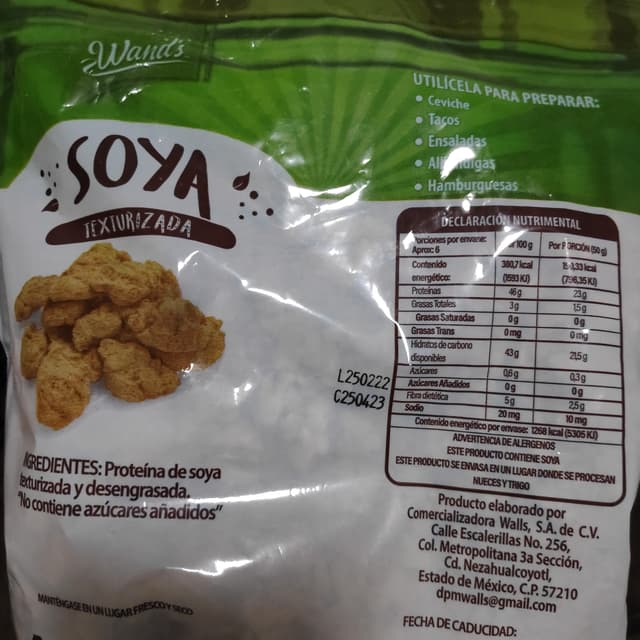 Wand's
UTILÍCELA PARA PREPARAR:
• Ceviche
• Tacos
• Ensaladas
• Hamburguesas
SOYA
TEXTURIZADA
DECLARACIÓN NUTRIMENTAL
Porciones por envase: Aprox: 6 100 g Por PORCIÓN (50 g)
Contenido energético: 380,7 kcal (1593 KJ) kcal (796,35 KJ)
Proteínas 46 g 23 g
Grasas Totales 3 g 1,5 g
Grasas Saturadas 0 g 0 g
Grasas Trans 0 mg 0 mg
Hidratos de carbono disponibles 43 g 21,5 g
Azúcares 0,6 g 0,3 g
Azúcares Añadidos 0 g 0 g
Fibra dietética 5 g 2,5 g
Sodio 20 mg 10 mg
Contenido energético por envase: 1268 kcal (5305 KJ)
ADVERTENCIA DE ALERGENOS
ESTE PRODUCTO CONTIENE SOYA
ESTE PRODUCTO SE ENVASA EN UN LUGAR DONDE SE PROCESAN
NUECES Y TRIGO
L250222
C250423
INGREDIENTES: Proteína de soya
texturizada y desengrasada.
"No contiene azúcares añadidos"
Producto elaborado por
Comercializadora Walls, S.A. de C.V.
Calle Escalerillas No. 256,
Col. Metropolitana 3a Sección,
Cd. Nezahualcoyotl,
Estado de México, C.P. 57210
dpmwalls@gmail.com
MANTÉNGASE EN UN LUGAR FRESCO Y SECO
FECHA DE CADUCIDAD: